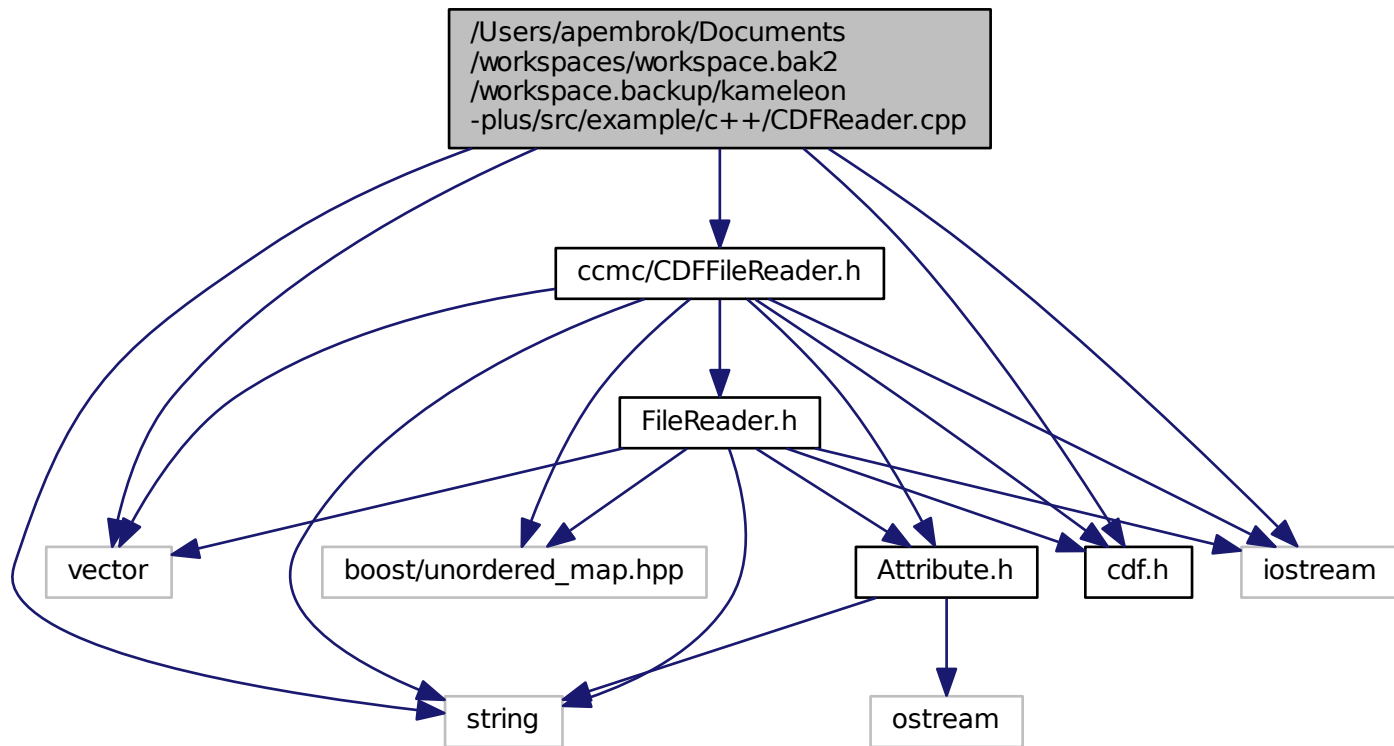 /Users/apembrok/Documents
/workspaces/workspace.bak2
/workspace.backup/kameleon
-plus/src/example/c++/CDFReader.cpp
ccmc/CDFFileReader.h
FileReader.h
vector
boost/unordered_map.hpp
Attribute.h
cdf.h
iostream
string
ostream